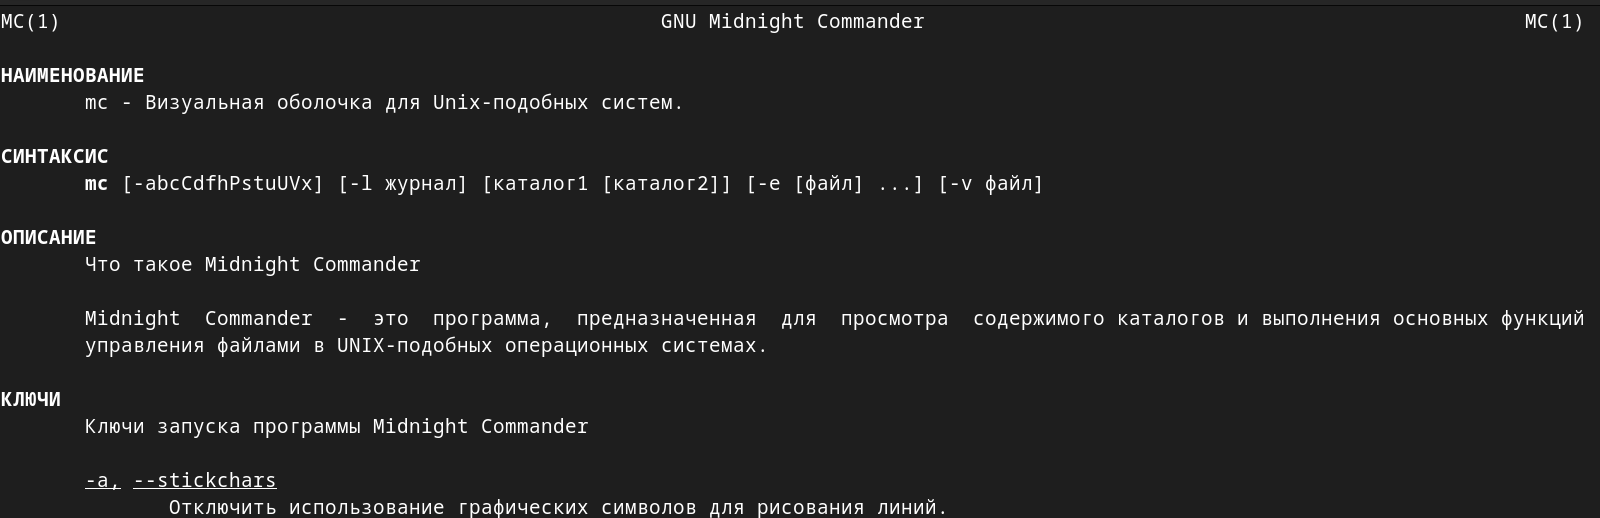 MC(1) GNU Midnight Commander MC(1)
НАИМЕНОВАНИЕ
mc - Визуальная оболочка для Unix-подобных систем.
СИНТАКСИС
mc [-abcCdfhPstuUVx] [-l журнал] [каталог1 [каталог2]] [-e [файл] ...] [-v файл]
ОПИСАНИЕ
Что такое Midnight Commander
Midnight Commander - это программа, предназначенная для просмотра содержимого каталогов и выполнения основных функций
управления файлами в UNIX-подобных операционных системах.
КЛЮЧИ
Ключи запуска программы Midnight Commander
-a, --stickchars
Отключить использование графических символов для рисования линий.